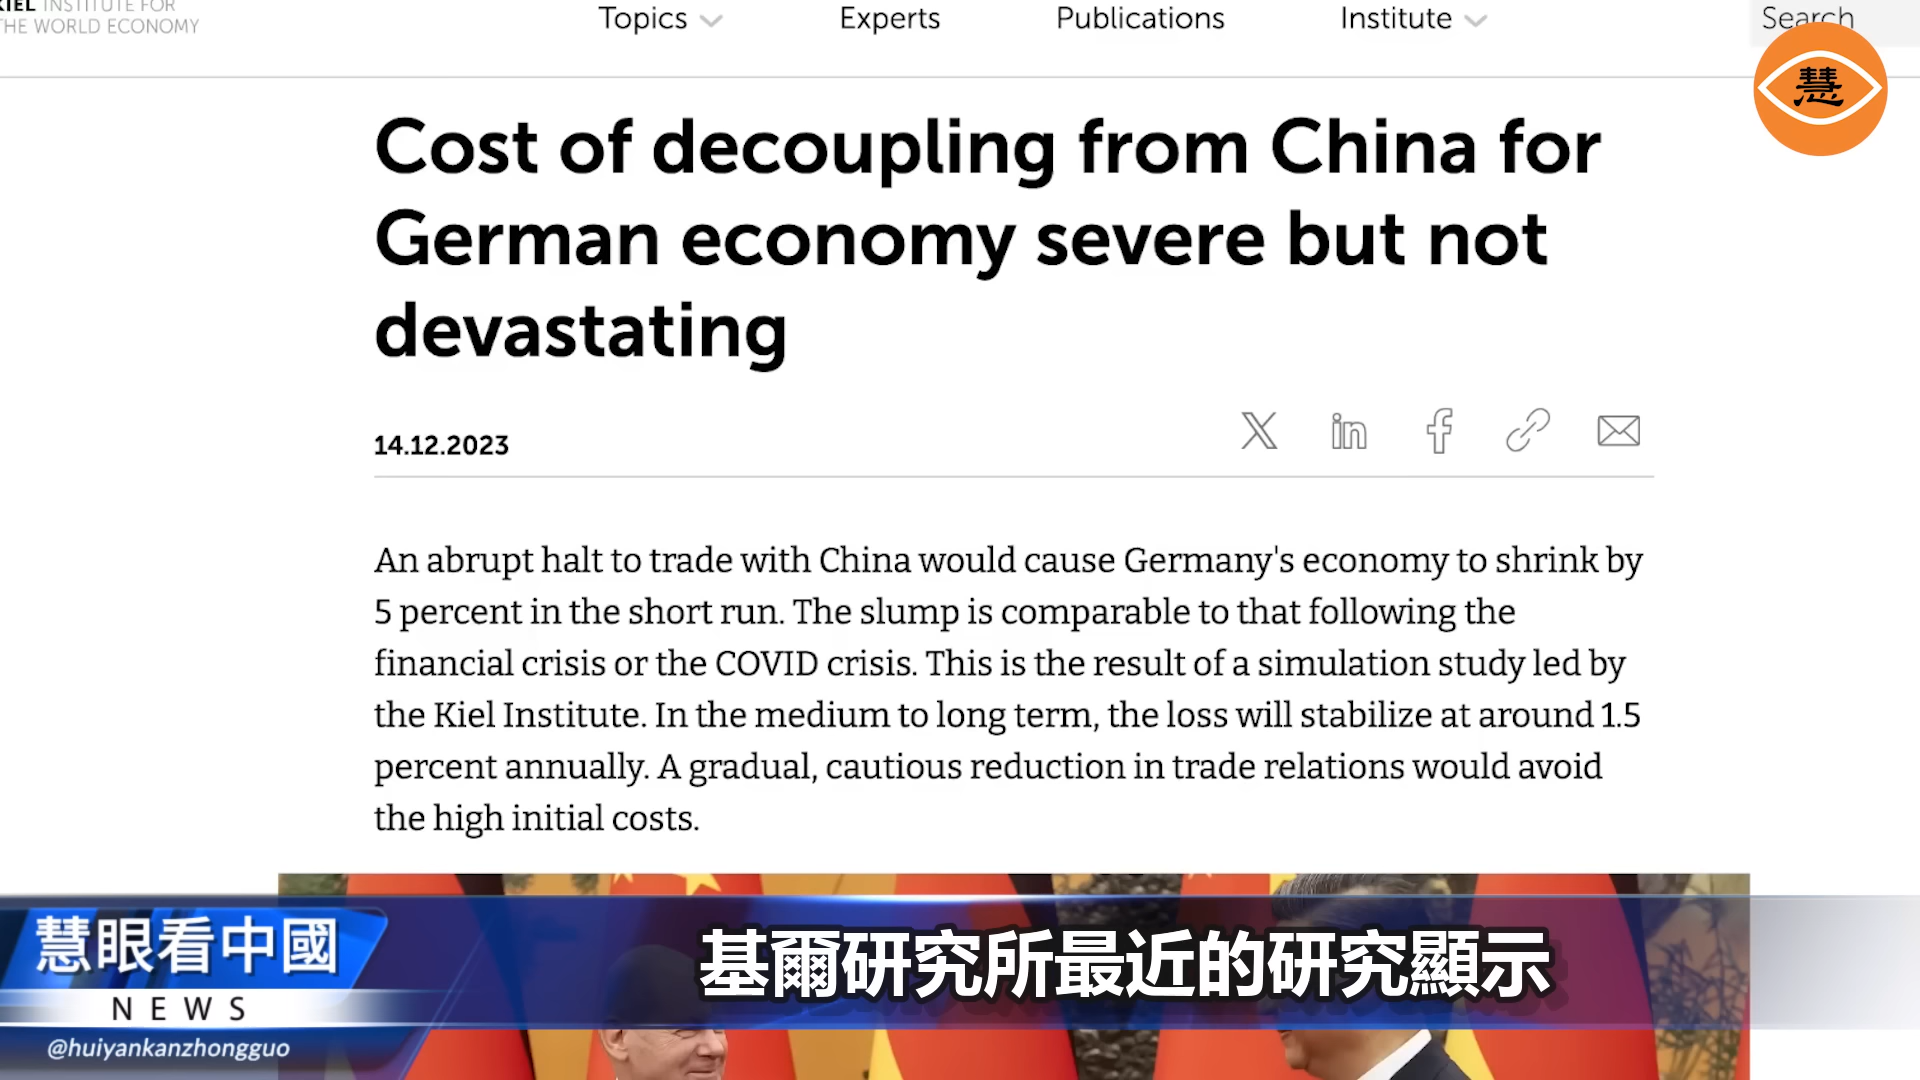 KIEL INSTITUTE FOR
THE WORLD ECONOMY
Topics
Experts
Publications
Institute
Search
慧
Cost of decoupling from China for
German economy severe but not
devastating
14.12.2023
An abrupt halt to trade with China would cause Germany's economy to shrink by
5 percent in the short run. The slump is comparable to that following the
financial crisis or the COVID crisis. This is the result of a simulation study led by
the Kiel Institute. In the medium to long term, the loss will stabilize at around 1.5
percent annually. A gradual, cautious reduction in trade relations would avoid
the high initial costs.
慧眼看中國
NEWS
@huiyankanzhongguo
基爾研究所最近的研究顯示